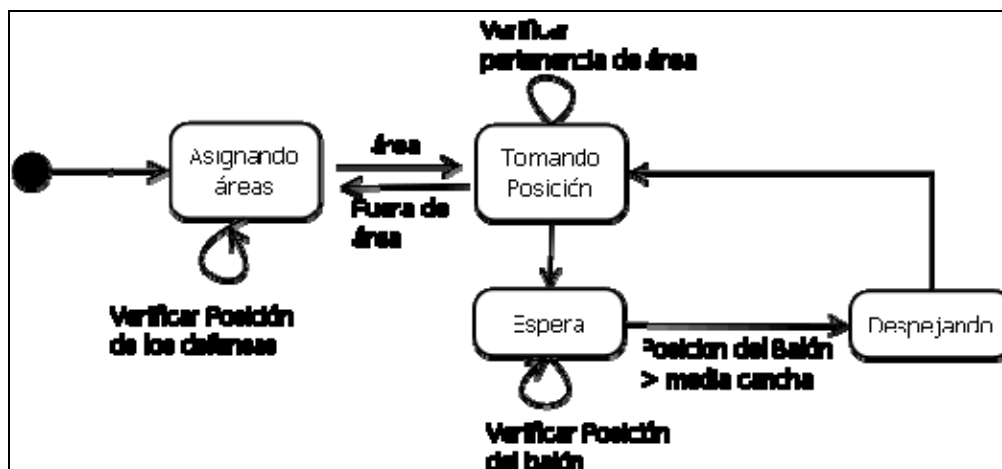 Verificar
pertenencia de área
Asignando
áreas
área
Tomando
Posición
Fuera de
área
Verificar Posición
de los defensas
Espera
Posicion del Balón
> media cancha
Despejando
Verificar Posición
del balón